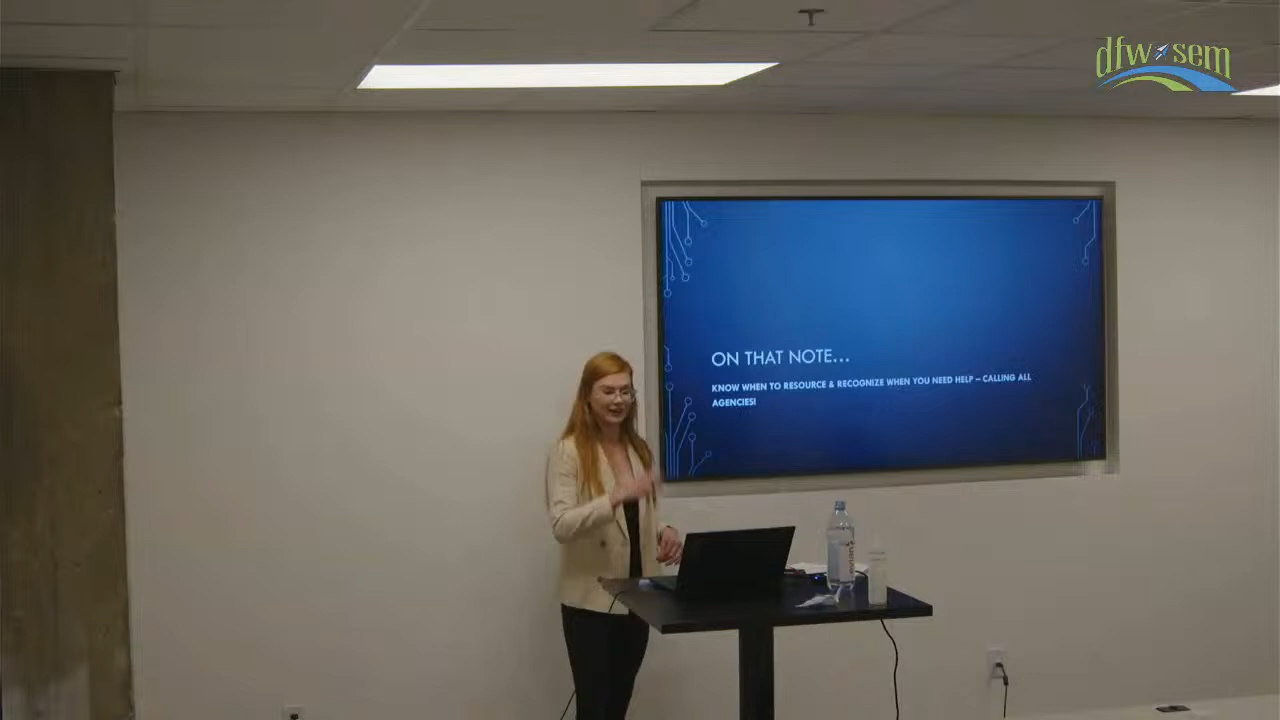 dfw sem
ON THAT NOTE...
KNOW WHEN TO RESOURCE & RECOGNIZE WHEN YOU NEED HELP – CALLING ALL
AGENCIES!